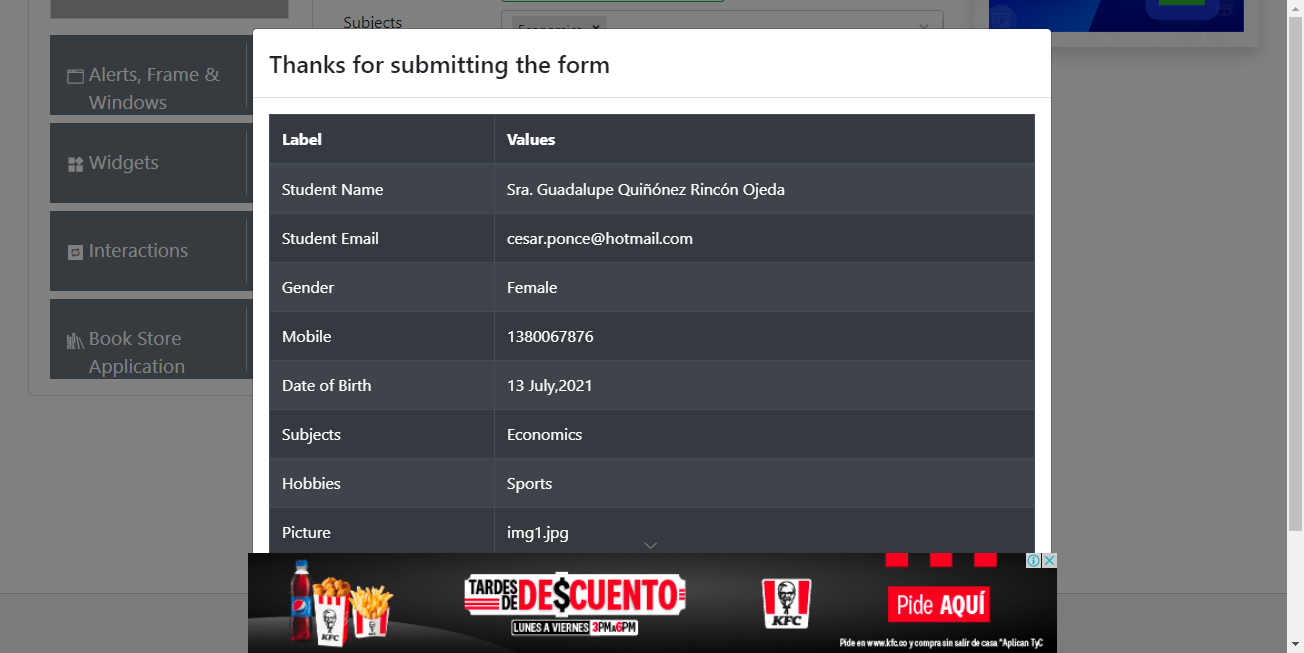 Subjects
Economics ×
Thanks for submitting the form
Alerts, Frame &
Windows
Widgets
Interactions
Book Store
Application
Label Values
Student Name Sra. Guadalupe Quiñónez Rincón Ojeda
Student Email cesar.ponce@hotmail.com
Gender Female
Mobile 1380067876
Date of Birth 13 July,2021
Subjects Economics
Hobbies Sports
Picture img1.jpg
TARDES
DE DE$CUENTO
LUNES A VIERNES 3PM A 6PM
KFC
KFC
Pide AQUÍ
Pide en www.kfc.co y compra sin salir de casa *Aplican TyC